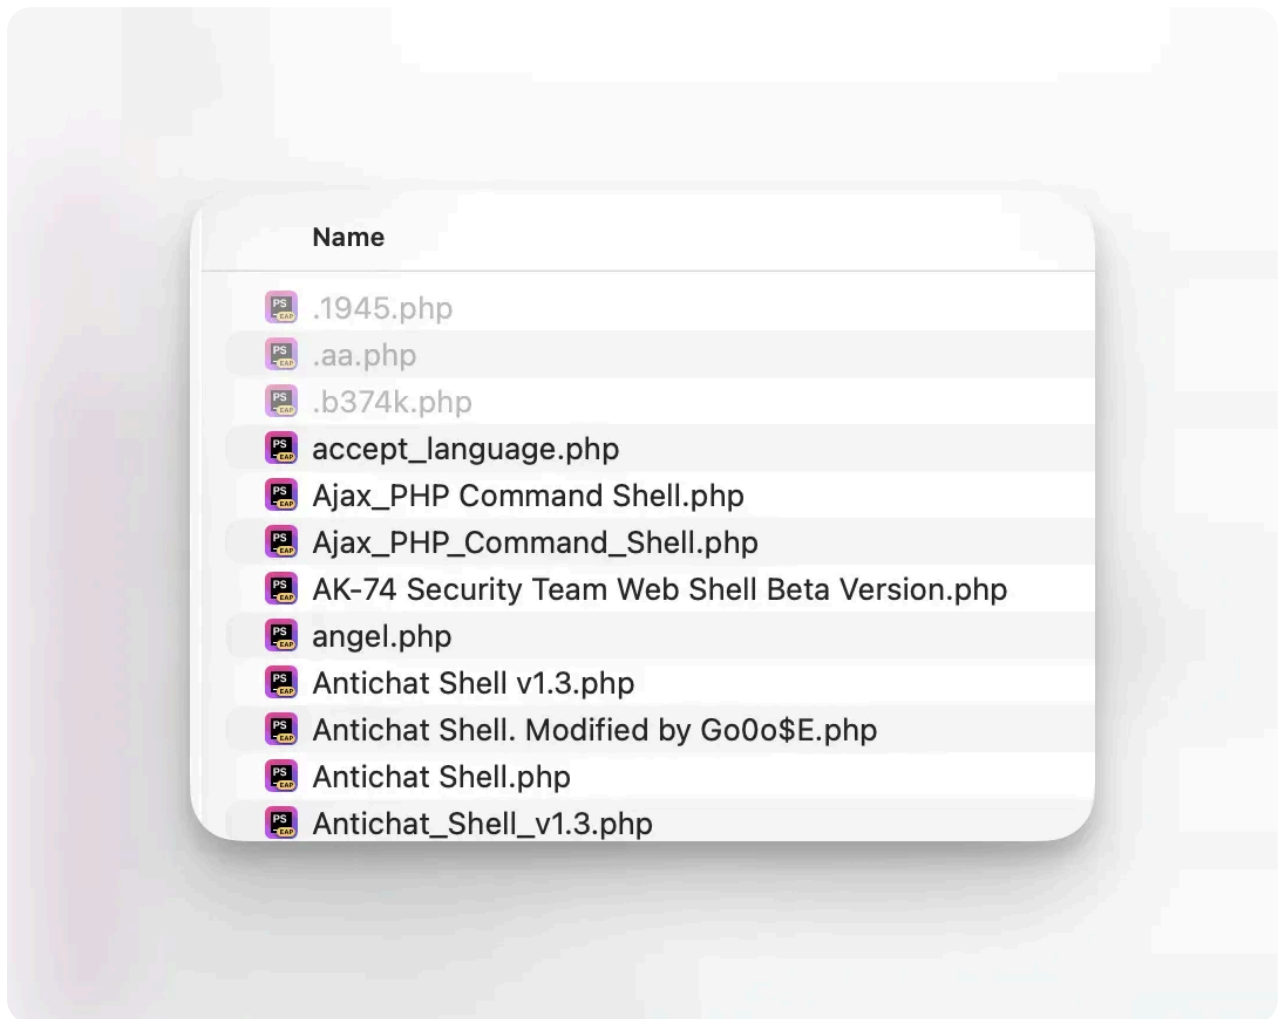 Name
.1945.php
.aa.php
.b374k.php
accept_language.php
Ajax_PHP Command Shell.php
Ajax_PHP_Command_Shell.php
AK-74 Security Team Web Shell Beta Version.php
angel.php
Antichat Shell v1.3.php
Antichat Shell. Modified by Go0o$E.php
Antichat Shell.php
Antichat_Shell_v1.3.php